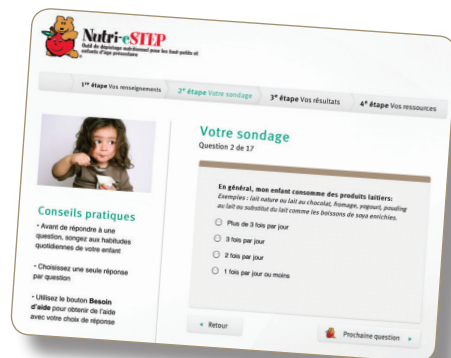 Nutri-eSTEP
Outil de dépistage nutritionnel pour les tout-petits et
enfants d'âge préscolaire
1re étape Vos renseignements
2e étape Votre sondage
3e étape Vos résultats
4e étape Vos ressources
Votre sondage
Question 2 de 17
En général, mon enfant consomme des produits laitiers:
Exemples : lait nature ou lait au chocolat, fromage, yogourt, pouding
au lait ou substitut du lait comme les boissons de soya enrichies.
Plus de 3 fois par jour
3 fois par jour
2 fois par jour
1 fois par jour ou moins
Retour
Prochaine question
Conseils pratiques
• Avant de répondre à une
question, songez aux habitudes
quotidiennes de votre enfant
• Choisissez une seule réponse
par question
• Utilisez le bouton Besoin
d'aide pour obtenir de l'aide
avec votre choix de réponse